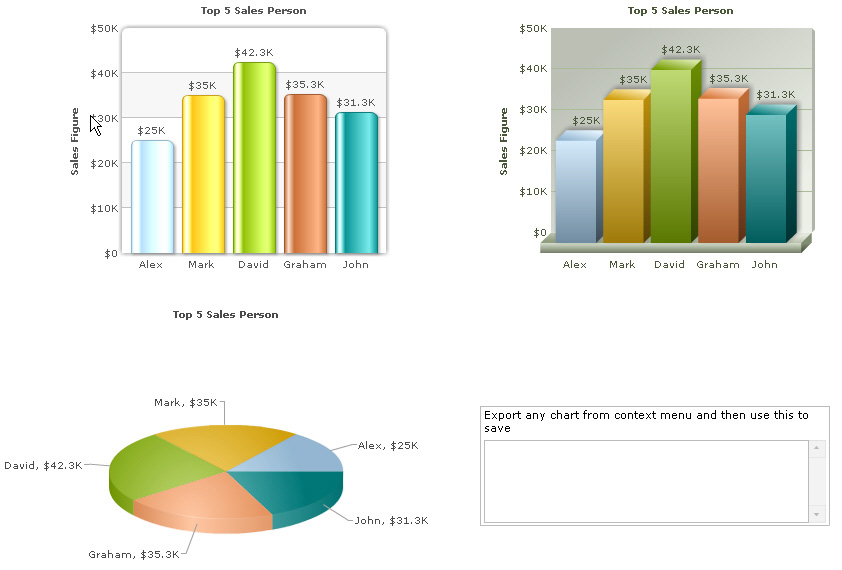 Top 5 Sales Person
$50K
$40K
$30K
$20K
$10K
$0
Sales Figure
$25K
$35K
$42.3K
$35.3K
$31.3K
Alex
Mark
David
Graham
John
Top 5 Sales Person
$50K
$40K
$30K
$20K
$10K
$0
Sales Figure
$25K
$35K
$42.3K
$35.3K
$31.3K
Alex
Mark
David
Graham
John
Top 5 Sales Person
Mark, $35K
Alex, $25K
David, $42.3K
John, $31.3K
Graham, $35.3K
Export any chart from context menu and then use this to
save